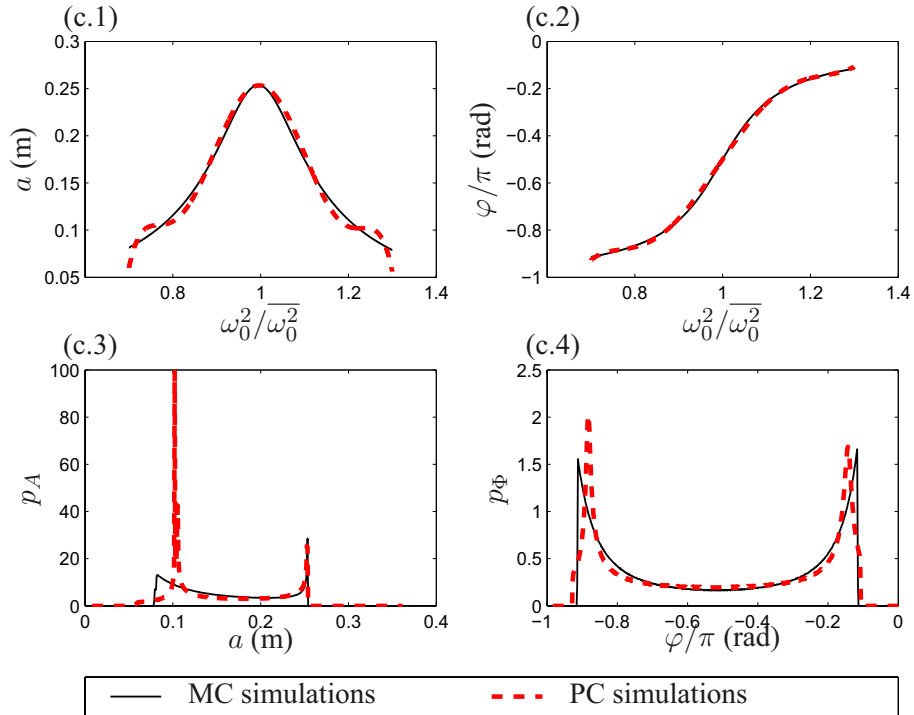 (c.1)
0.3
0.25
0.2
0.15
0.1
0.05
a (m)
0.8 1 1.2 1.4
ω₀²/ω̅₀²̅
(c.2)
0
−0.2
−0.4
−0.6
−0.8
−1
φ/π (rad)
0.8 1 1.2 1.4
ω₀²/ω̅₀²̅
(c.3)
100
80
60
40
20
0
p_A
0 0.1 0.2 0.3 0.4
a (m)
(c.4)
2.5
2
1.5
1
0.5
0
p_Φ
−1 −0.8 −0.6 −0.4 −0.2 0
φ/π (rad)
MC simulations
PC simulations